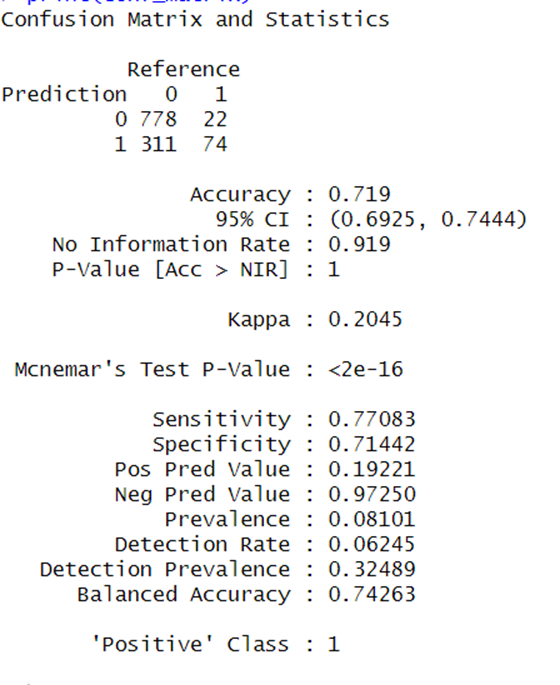 Confusion Matrix and Statistics
Reference
Prediction 0 1
0 778 22
1 311 74
Accuracy : 0.719
95% CI : (0.6925, 0.7444)
No Information Rate : 0.919
P-Value [Acc > NIR] : 1
Kappa : 0.2045
Mcnemar's Test P-Value : <2e-16
Sensitivity : 0.77083
Specificity : 0.71442
Pos Pred Value : 0.19221
Neg Pred Value : 0.97250
Prevalence : 0.08101
Detection Rate : 0.06245
Detection Prevalence : 0.32489
Balanced Accuracy : 0.74263
'Positive' Class : 1